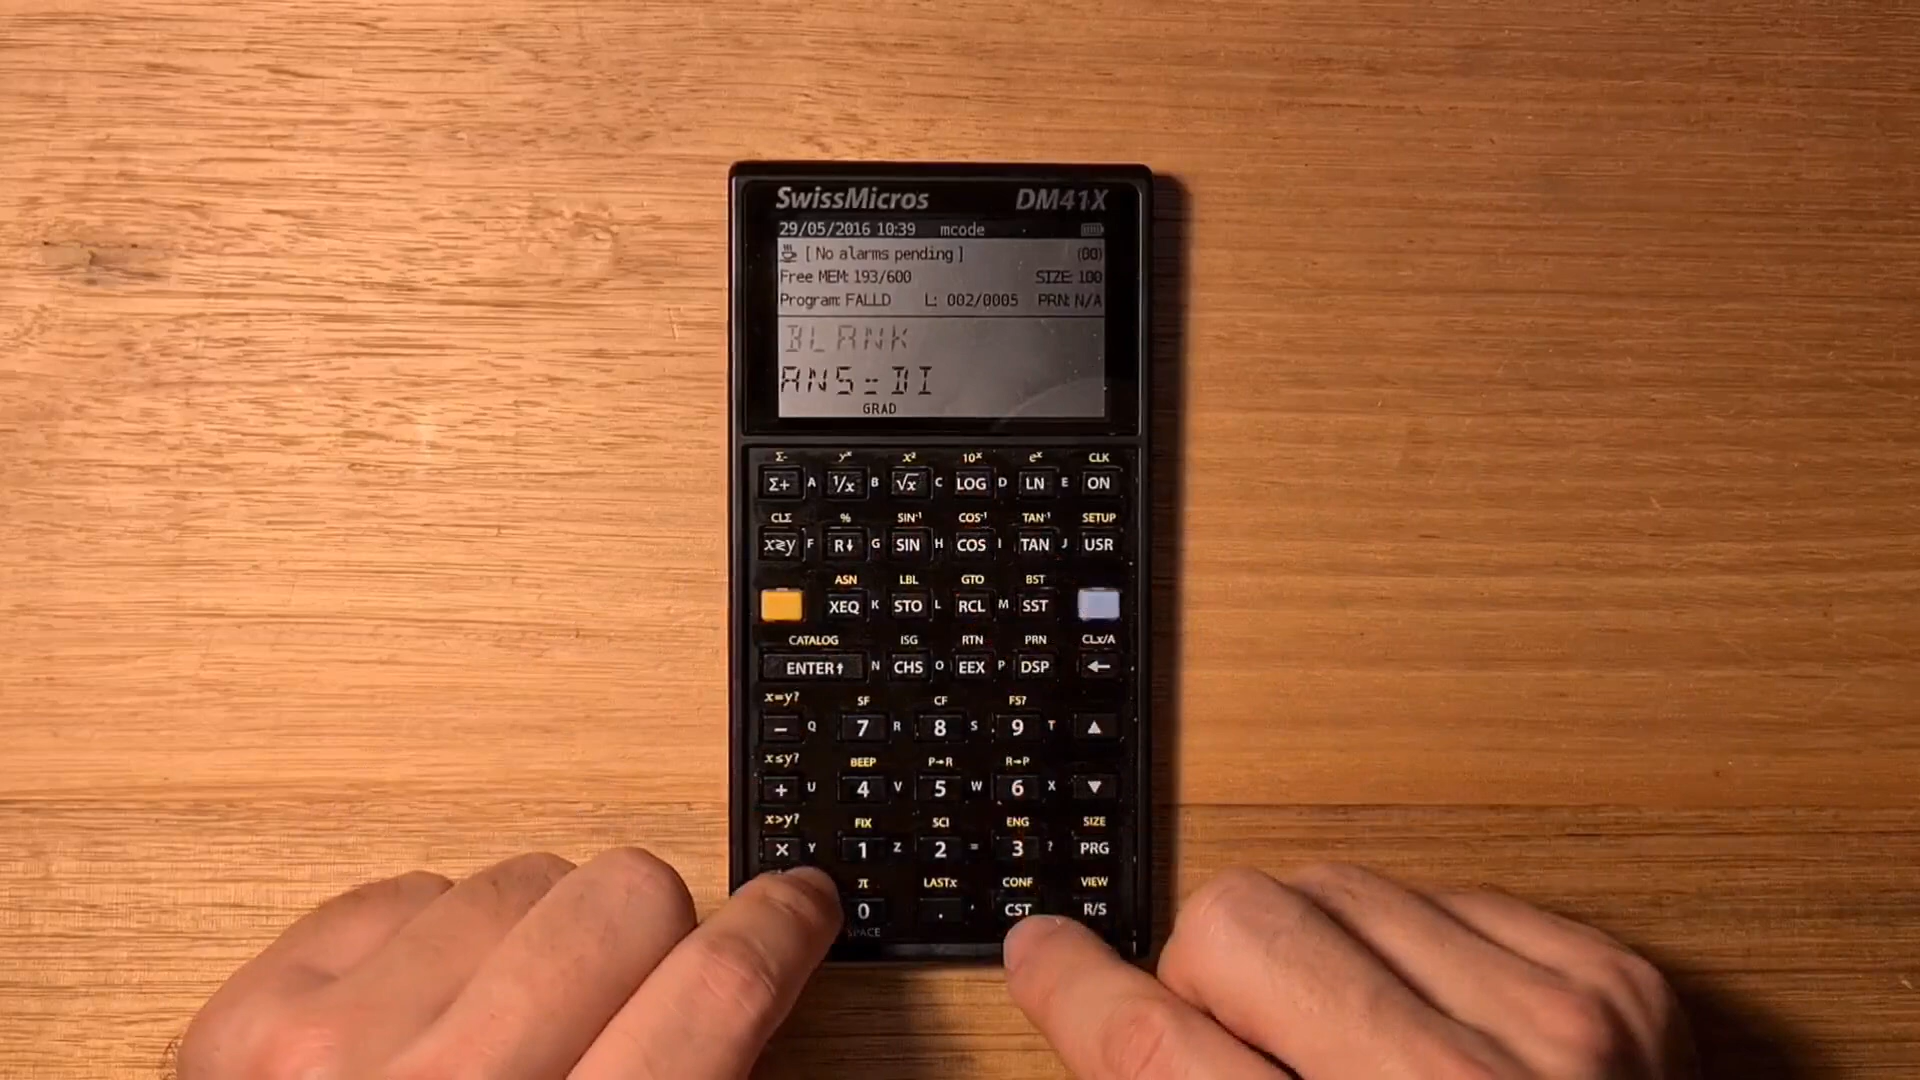 SwissMicros DM41X
29/05/2016 10:39 mcode
[ No alarms pending ] (00)
Free MEM: 193/600 SIZE: 100
Program: FALLD L: 002/0005 PRN: N/A
BLANK
ANS=DI
GRAD
Σ- yˣ x² 10ˣ eˣ CLK
Σ+ A 1/x B √x C LOG D LN E ON
CLΣ % SIN⁻¹ COS⁻¹ TAN⁻¹ SETUP
x≷y F R↓ G SIN H COS I TAN J USR
ASN LBL GTO BST
XEQ K STO L RCL M SST
CATALOG ISG RTN PRN CLx/A
ENTER↑ N CHS O EEX P DSP ←
x=y? SF CF FS?
− Q 7 R 8 S 9 T ▲
x≤y? BEEP P→R R→P
+ U 4 V 5 W 6 X ▼
x>y? FIX SCI ENG SIZE
× Y 1 Z 2 = 3 ? PRG
π LASTx CONF VIEW
0 . , CST R/S
SPACE